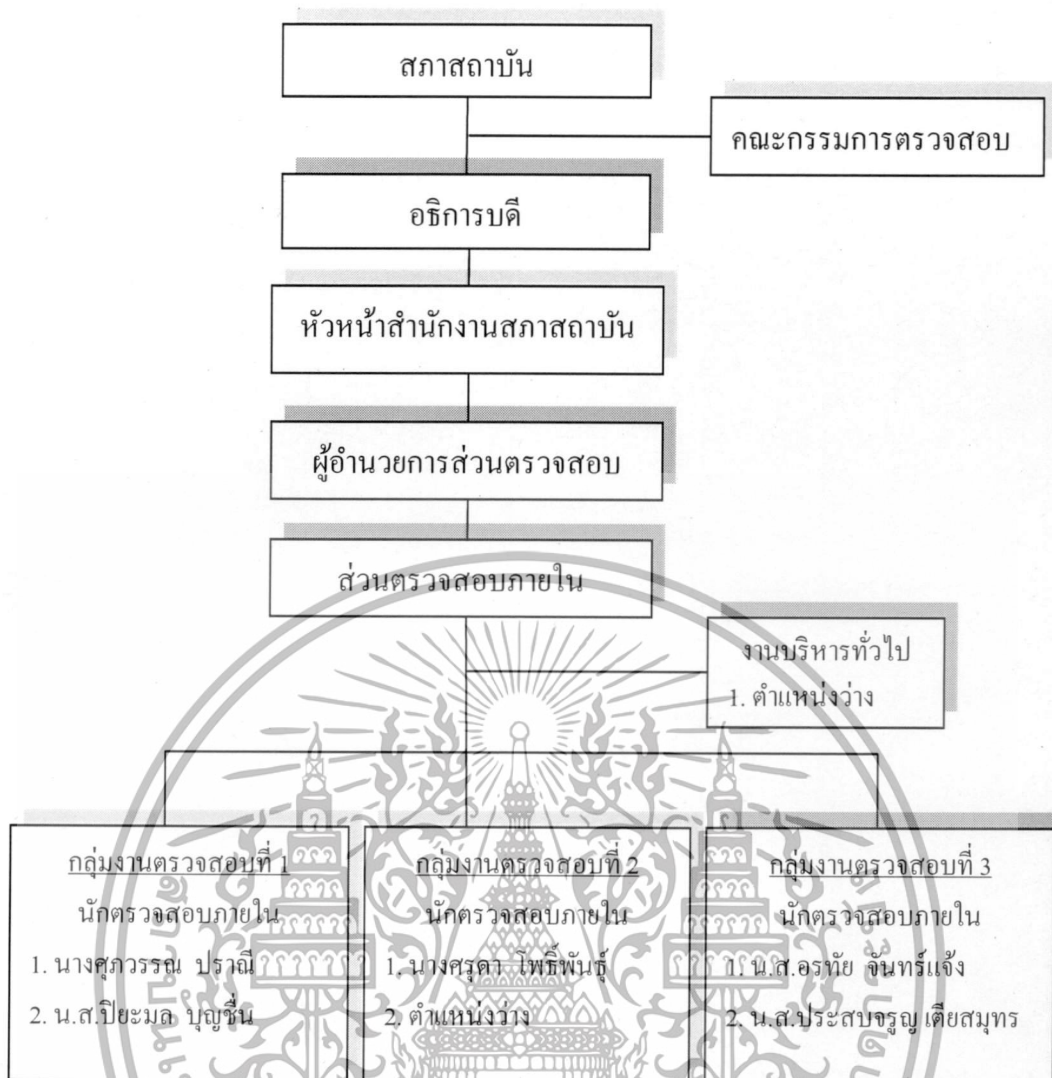 สภาสถาบัน
คณะกรรมการตรวจสอบ
อธิการบดี
หัวหน้าสำนักงานสภาสถาบัน
ผู้อำนวยการส่วนตรวจสอบ
ส่วนตรวจสอบภายใน
งานบริหารทั่วไป
1. ตำแหน่งว่าง
กลุ่มงานตรวจสอบที่ 1
นักตรวจสอบภายใน
1. นางศุภวรรณ ปราณี
2. น.ส.ปิยะมล บุญชื่น
กลุ่มงานตรวจสอบที่ 2
นักตรวจสอบภายใน
1. นางศรุดา โพธิ์พันธุ์
2. ตำแหน่งว่าง
กลุ่มงานตรวจสอบที่ 3
นักตรวจสอบภายใน
1. น.ส.อรทัย จันทร์แจ้ง
2. น.ส.ประสบจรูญ เตียสมุทร